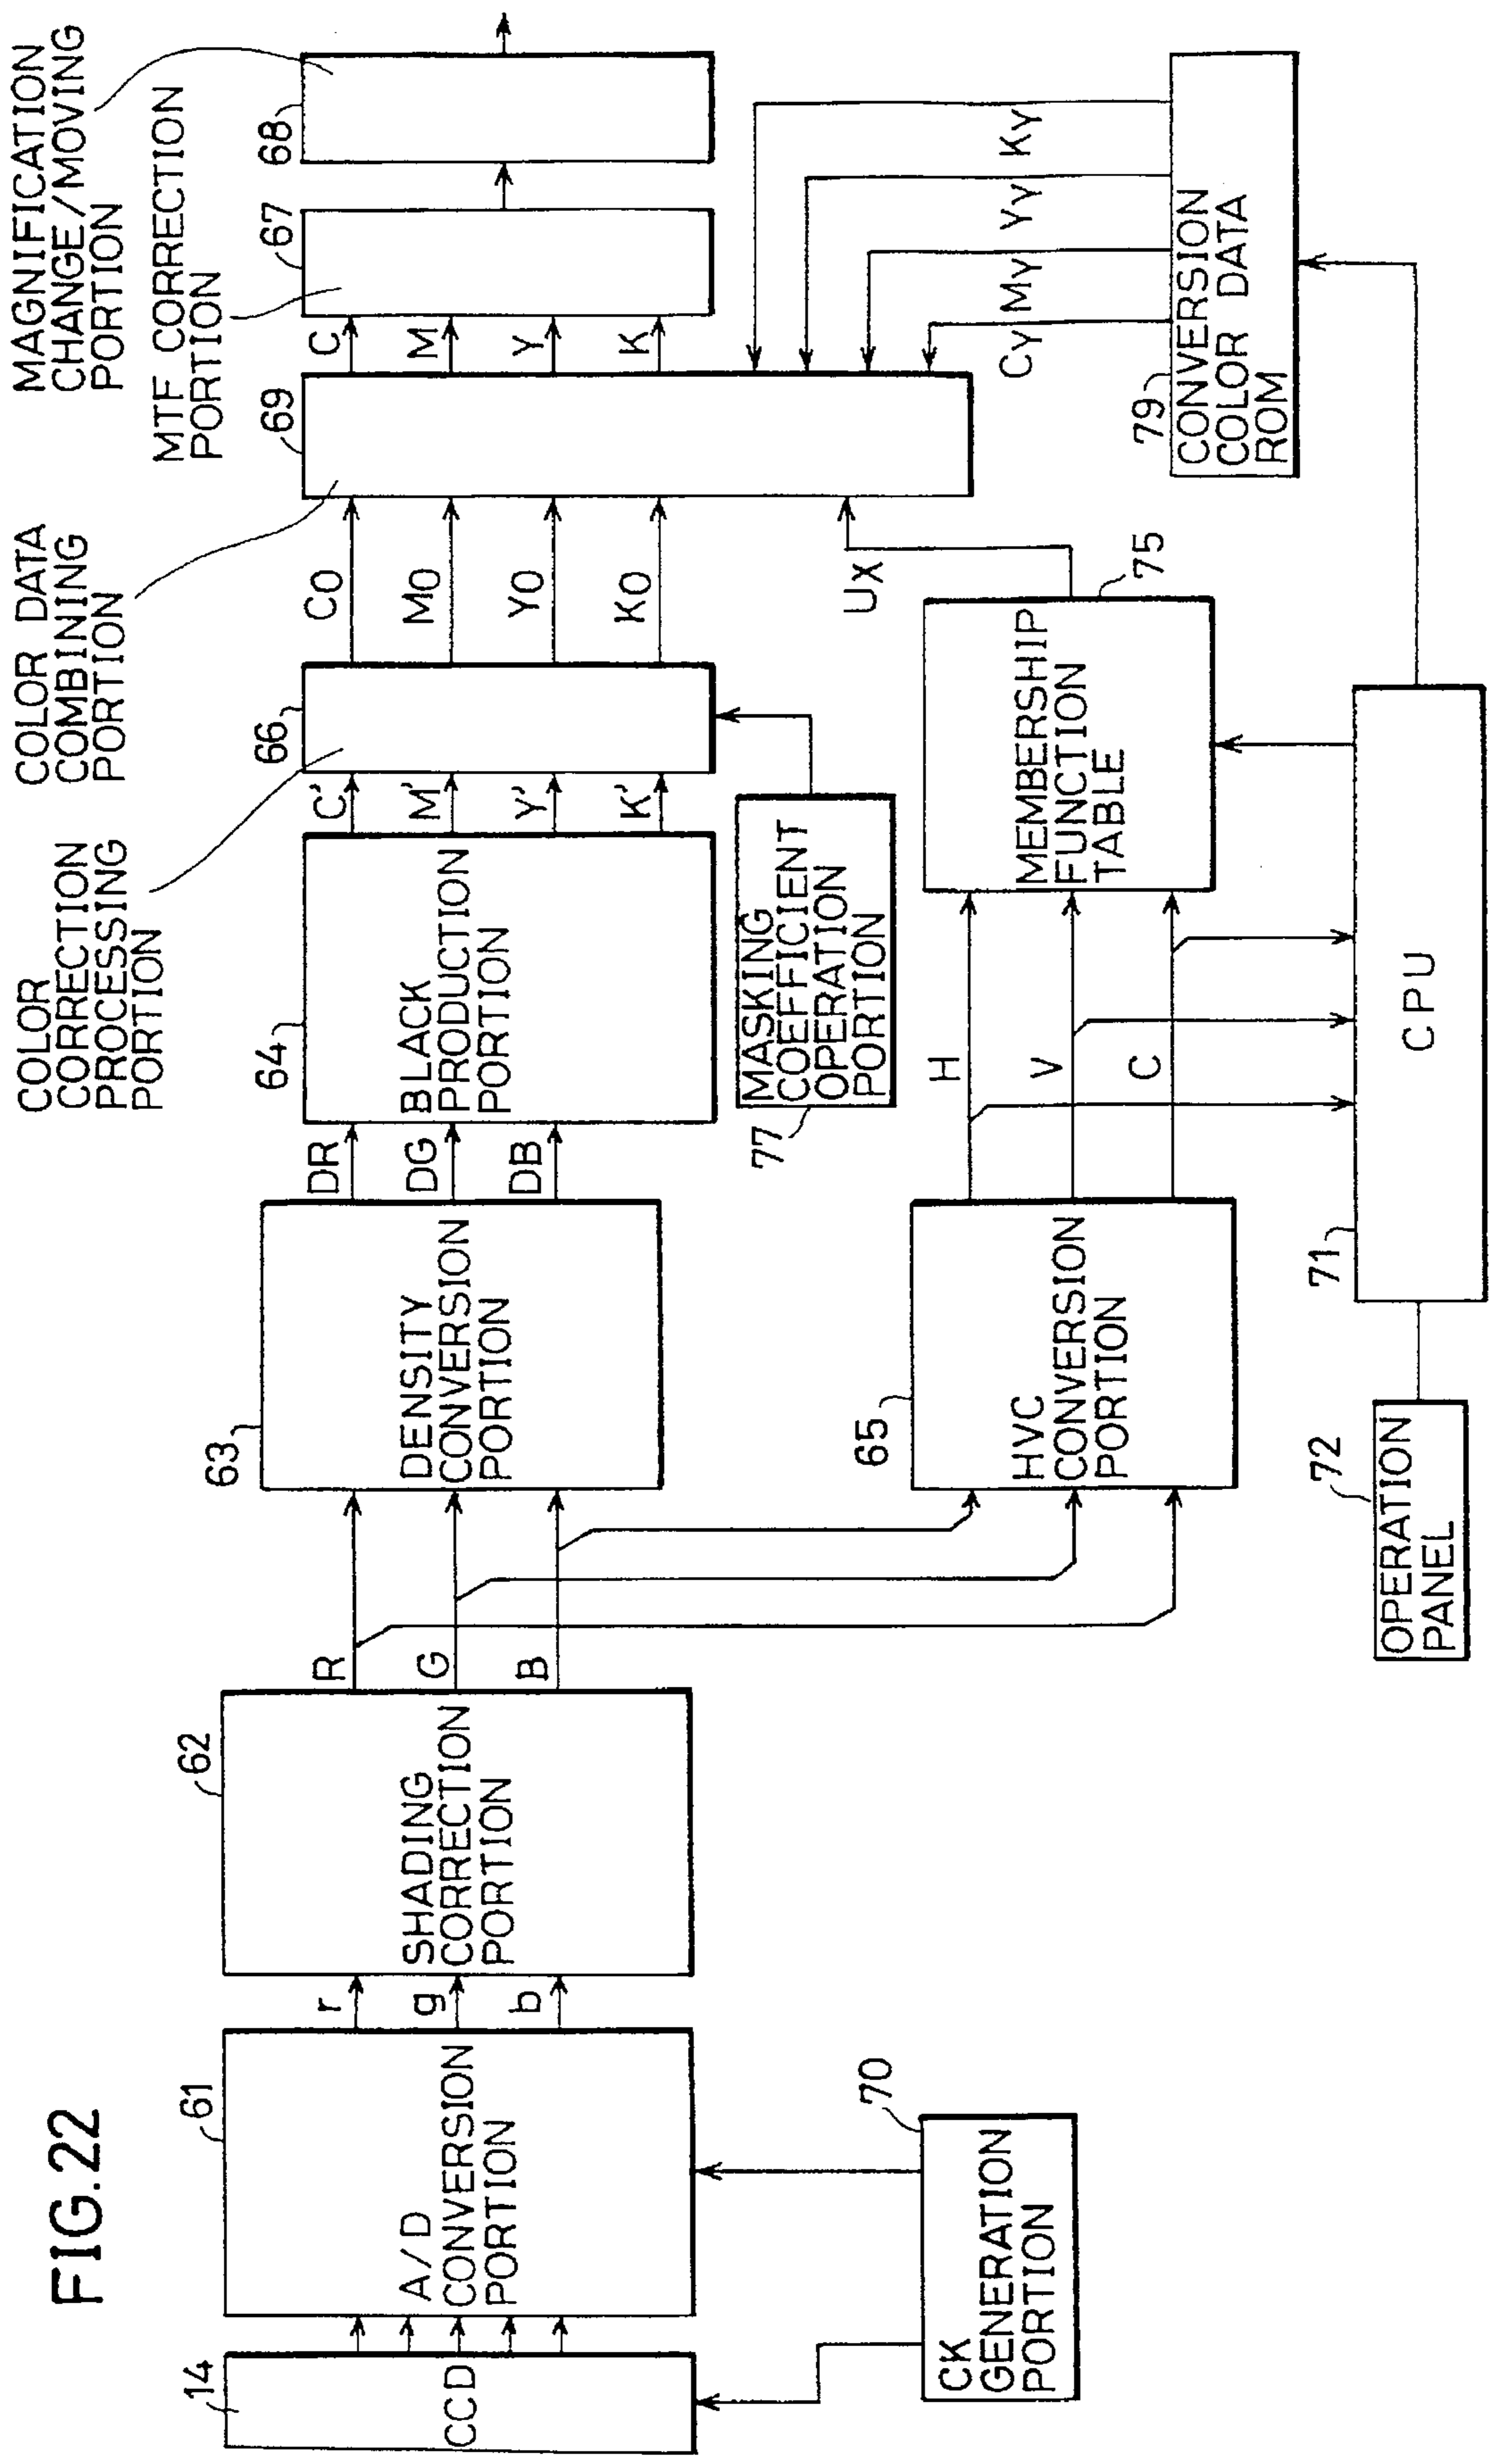 FIG.22
14
CCD
61
A/D
CONVERSION
PORTION
r
g
b
70
CK
GENERATION
PORTION
62
SHADING
CORRECTION
PORTION
R
G
B
63
DENSITY
CONVERSION
PORTION
DR
DG
DB
64
BLACK
PRODUCTION
PORTION
C'
M'
Y'
K'
COLOR
CORRECTION
PROCESSING
PORTION
66
C0
M0
Y0
K0
77
MASKING
COEFFICIENT
OPERATION
PORTION
COLOR DATA
COMBINING
PORTION
69
C
M
Y
K
MTF CORRECTION
PORTION
67
MAGNIFICATION
CHANGE/MOVING
PORTION
68
65
HVC
CONVERSION
PORTION
H
V
C
MEMBERSHIP
FUNCTION
TABLE
75
UX
Cy
My
Yy
Ky
79
CONVERSION
COLOR DATA
ROM
72
OPERATION
PANEL
71
CPU